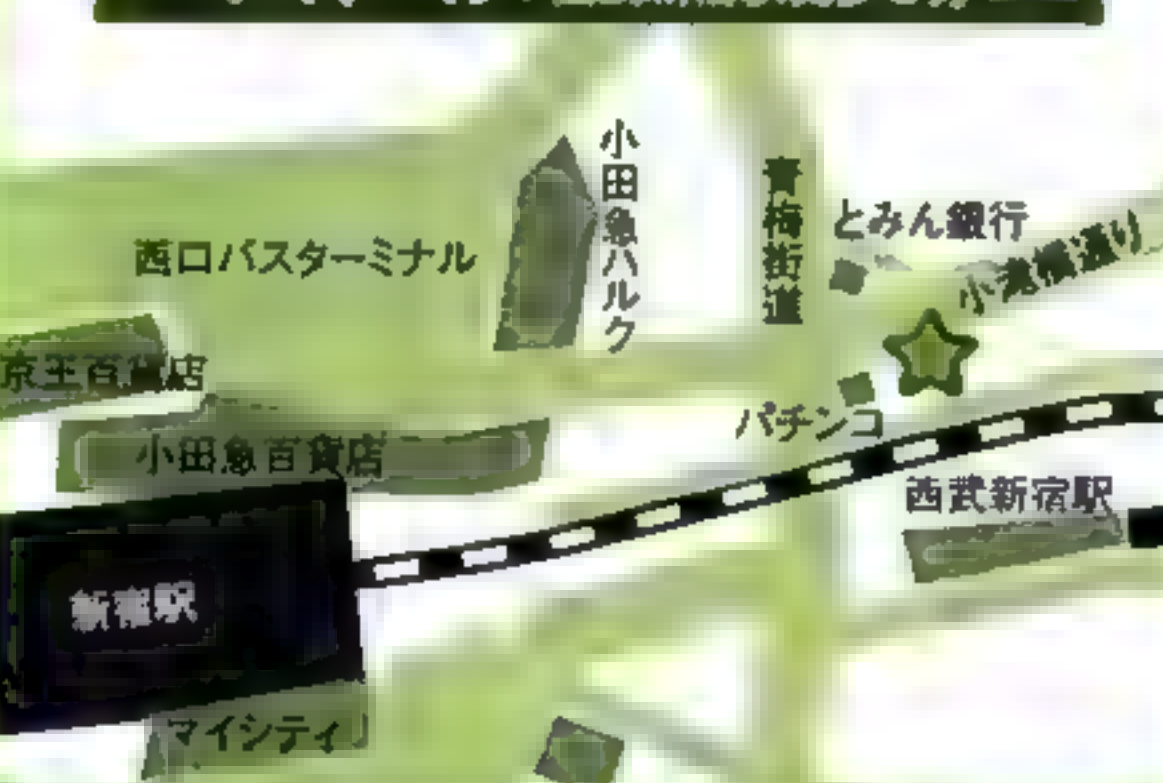 小田急ハルク
青梅街道
とみん銀行
小滝橋通り
西口バスターミナル
京王百貨店
小田急百貨店
パチンコ
西武新宿駅
新宿駅
マイシティ